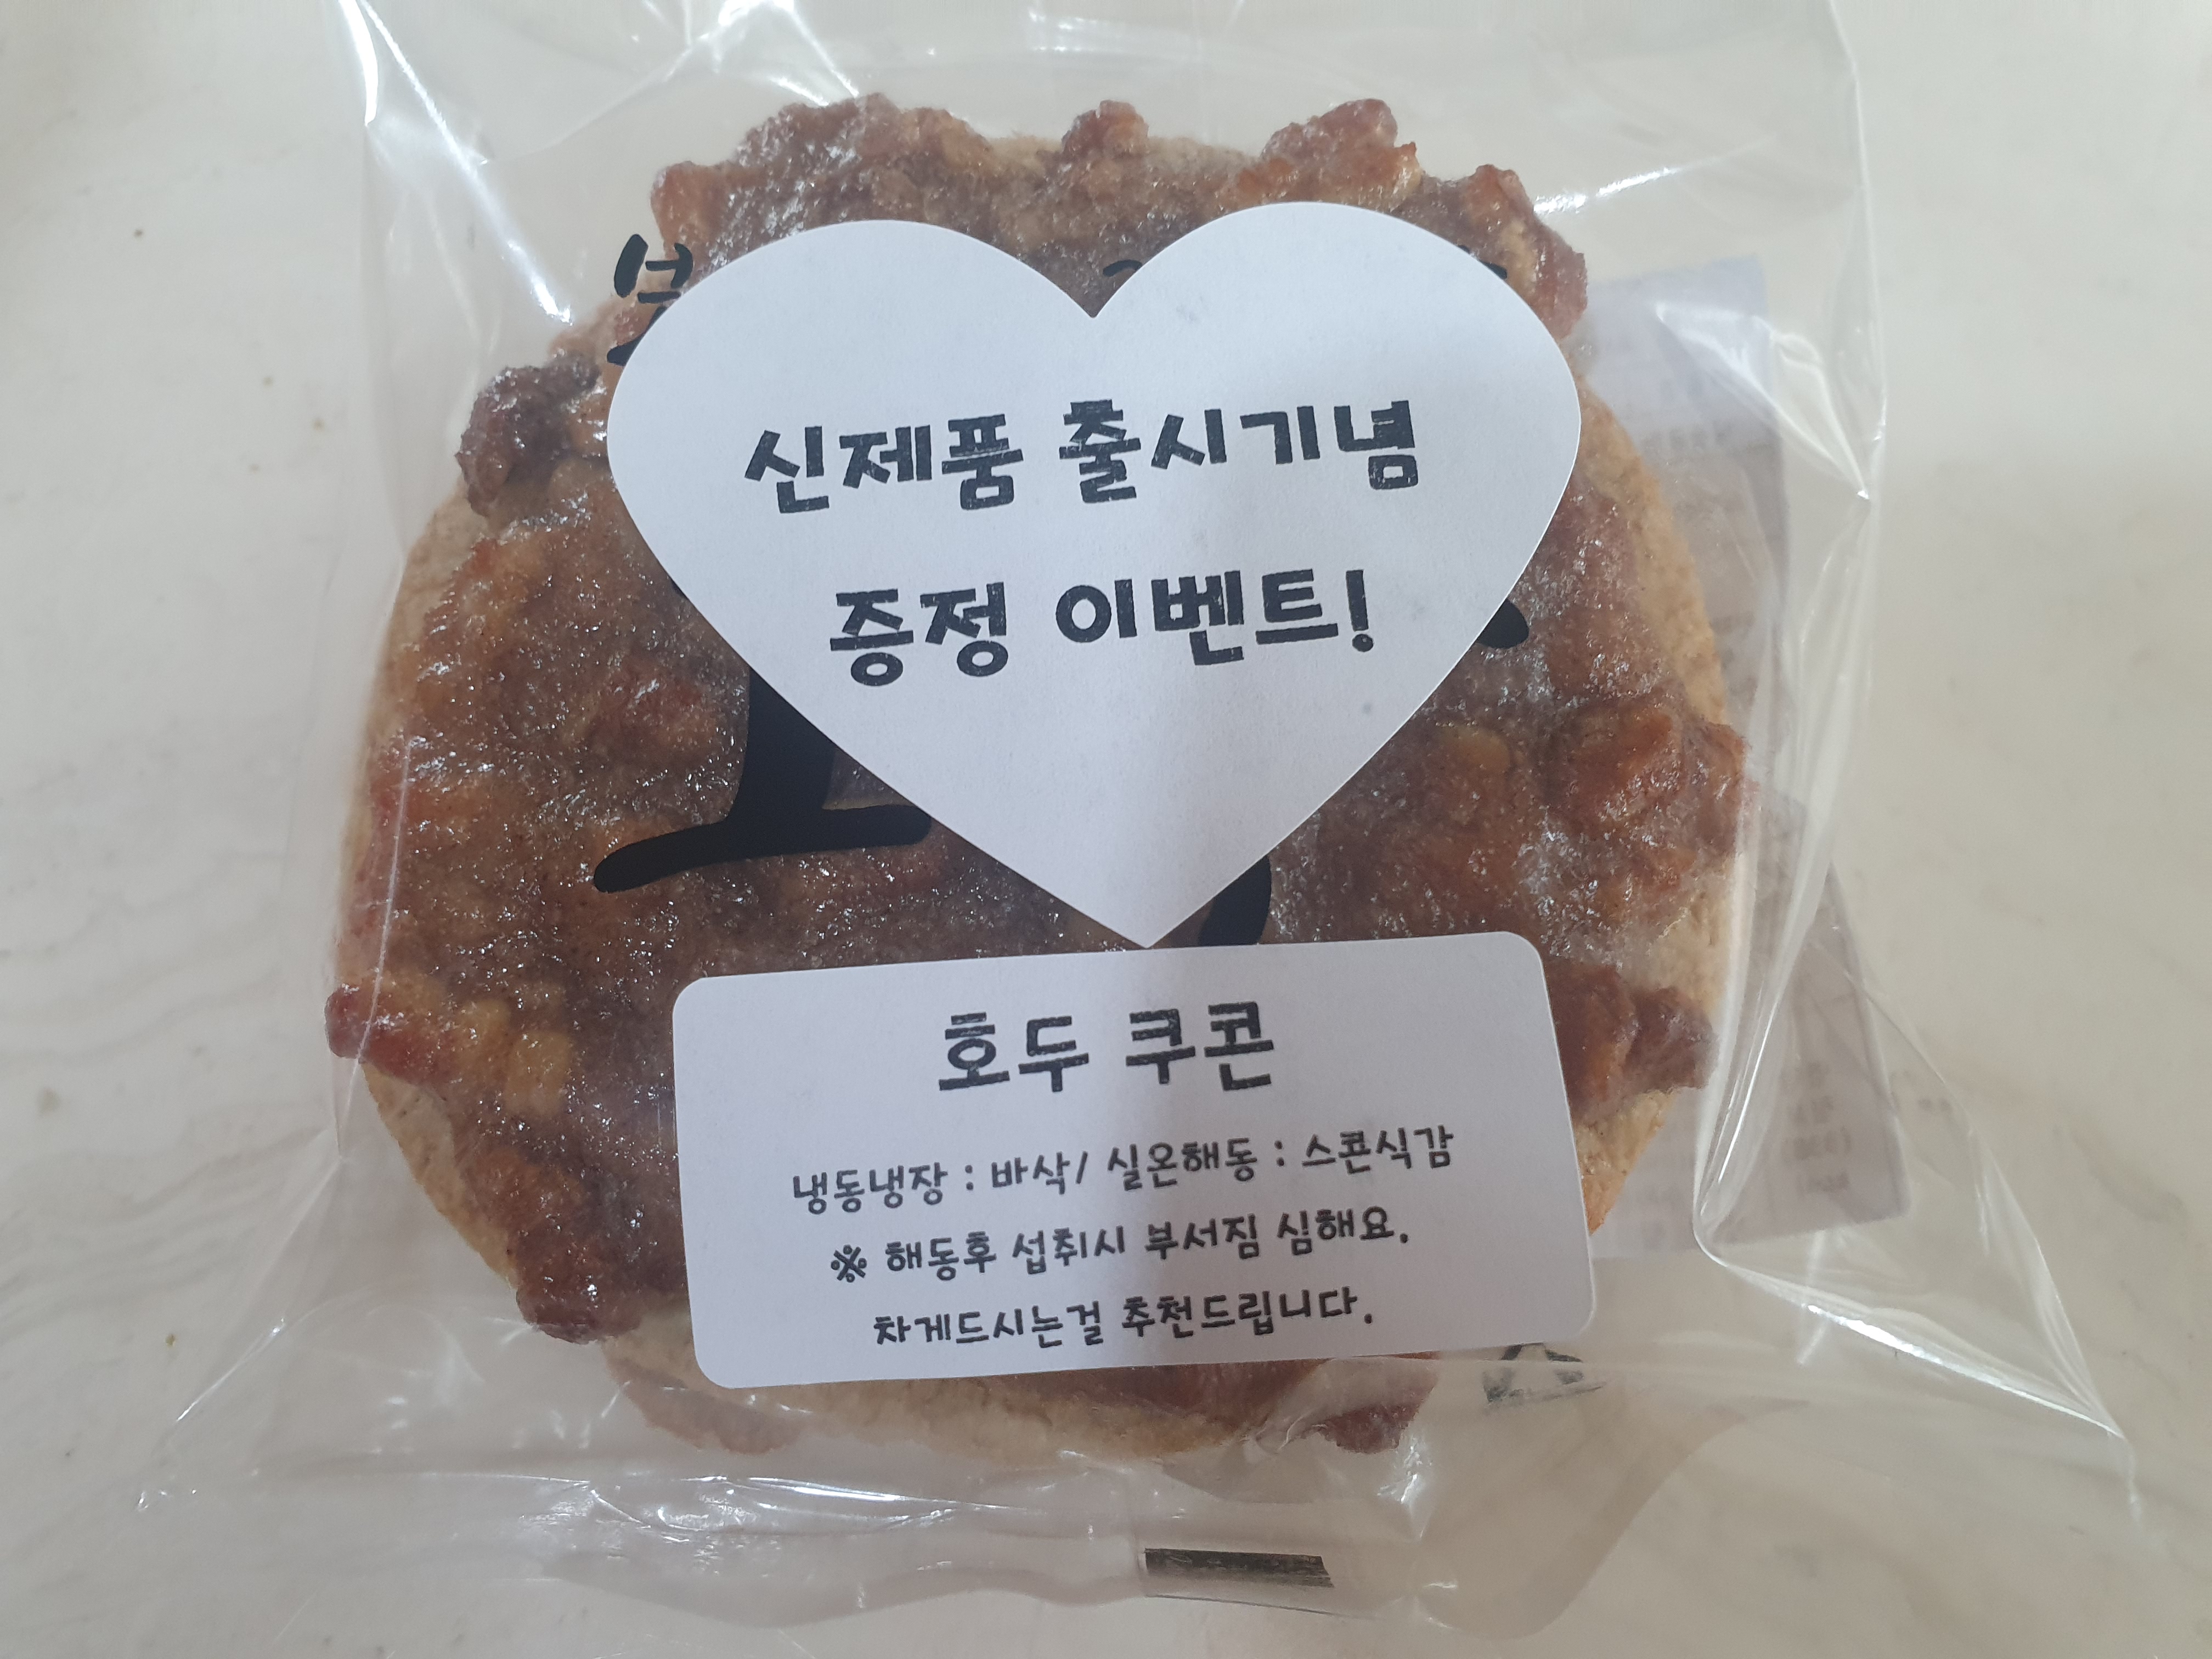 신제품 출시기념
증정 이벤트!
호두 쿠콘
냉동냉장 : 바삭/ 실온해동 : 스콘식감
※ 해동후 섭취시 부서짐 심해요.
차게드시는걸 추천드립니다.